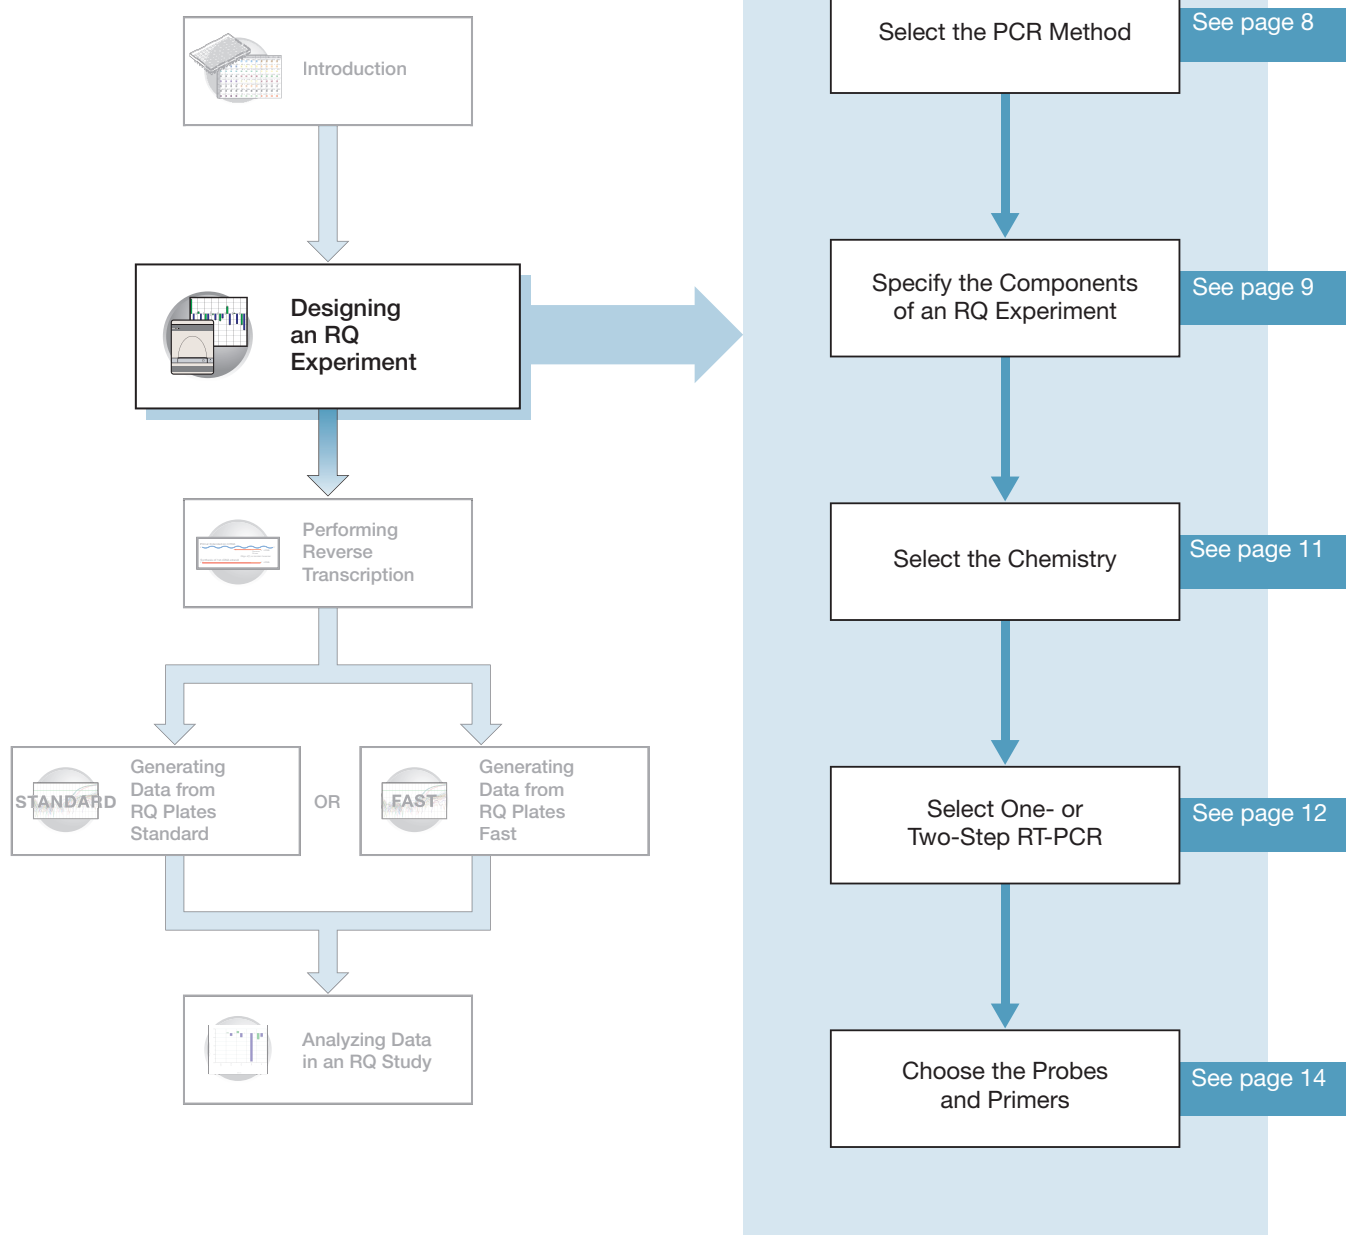 Introduction
Designing
an RQ
Experiment
Performing
Reverse
Transcription
STANDARD
Generating
Data from
RQ Plates
Standard
OR
FAST
Generating
Data from
RQ Plates
Fast
Analyzing Data
in an RQ Study
Select the PCR Method
See page 8
Specify the Components
of an RQ Experiment
See page 9
Select the Chemistry
See page 11
Select One- or
Two-Step RT-PCR
See page 12
Choose the Probes
and Primers
See page 14